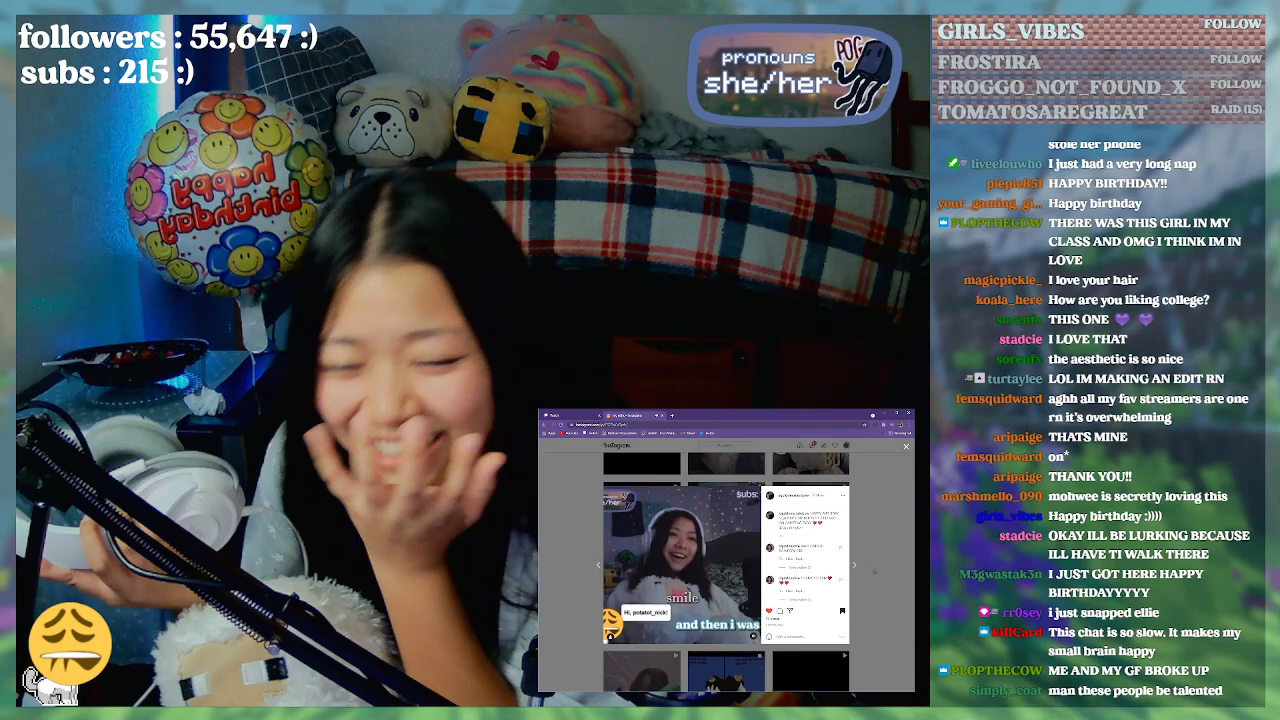 followers : 55,647 :)
subs : 215 :)
pronouns
she/her
POG
Happy
Birthday
GIRLS_VIBES FOLLOW
FROSTIRA FOLLOW
FROGGO_NOT_FOUND_X FOLLOW
TOMATOSAREGREAT RAID (15)
stole her phone
liveelouwho I just had a very long nap
piepie851 HAPPY BIRTHDAY!!
your_gaming_gi... Happy birthday
PLOPTHECOW THERE WAS THIS GIRL IN MY
CLASS AND OMG I THINK IM IN
LOVE
magicpickle_ I love your hair
koala_here How are you liking college?
sorenfx THIS ONE 💜 💜
stadcie I LOVE THAT
sorenfx the aesthetic is so nice
turtaylee LOL IM MAKING AN EDIT RN
femsquidward aghh all my fav streamers are one
rn it's overwhelming
aripaige THATS MINE
femsquidward on*
aripaige THANK YOU!!
marshmello_090 motwee is secretly loving this
girls_vibes Happy birthday :))))
stadcie OKAY ILL BE LURKING BECAUSE
ILL HAVE TWATCH THERE
M3gwastak3n I JUST GOT HERE HAPPY
BIRTHDAYYYY
rr0sey i just slapped ellie
killCard This chat is so slow. It makes my
small brain happy
PLOPTHECOW ME AND MY GF BROKE UP
simply_coat man these people be talented
Instagram
she/her
subs:
smile
Hi, potatot_nick!
and then i was